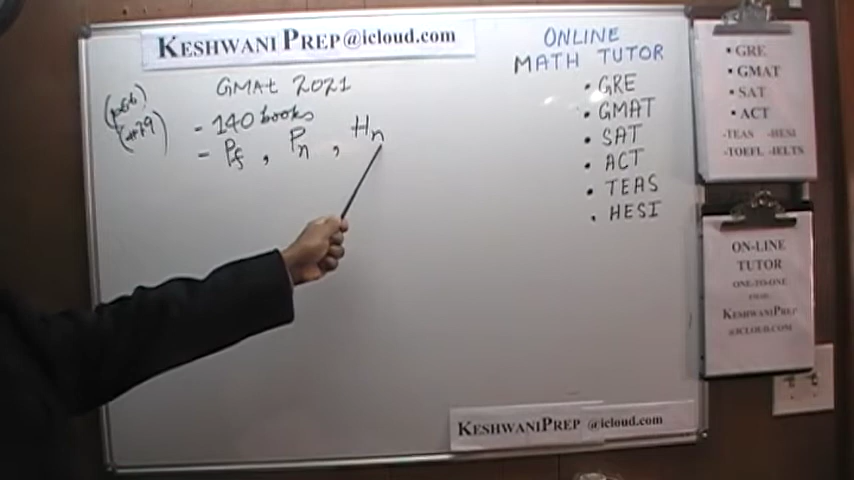 KESHWANI PREP@icloud.com
GMAt 2021
(p66)
(#79)
- 140 books
- Pf , Pn , Hn
ONLINE
MATH TUTOR
• GRE
• GMAT
• SAT
• ACT
• TEAS
• HESI
• GRE
• GMAT
• SAT
• ACT
-TEAS -HESI
-TOEFL -IELTS
ON-LINE
TUTOR
ONE-TO-ONE
KESHWANIPREP
@ICLOUD.COM
KESHWANIPREP @icloud.com